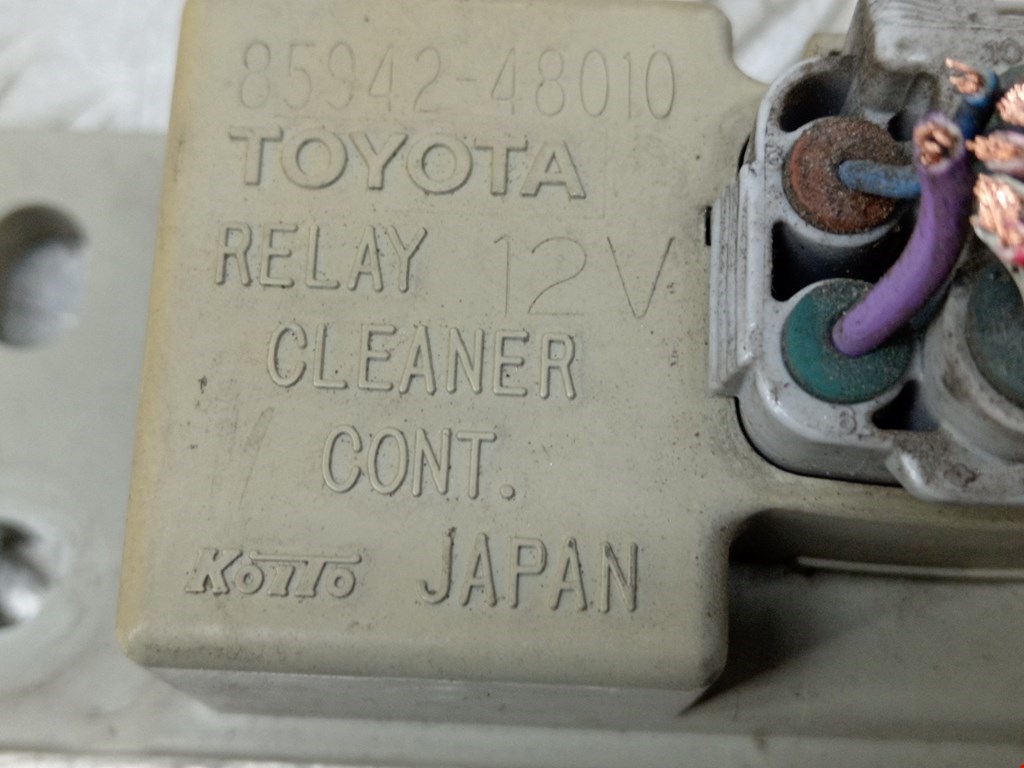 85942-48010
TOYOTA
RELAY 12V
CLEANER
CONT.
KOITO JAPAN